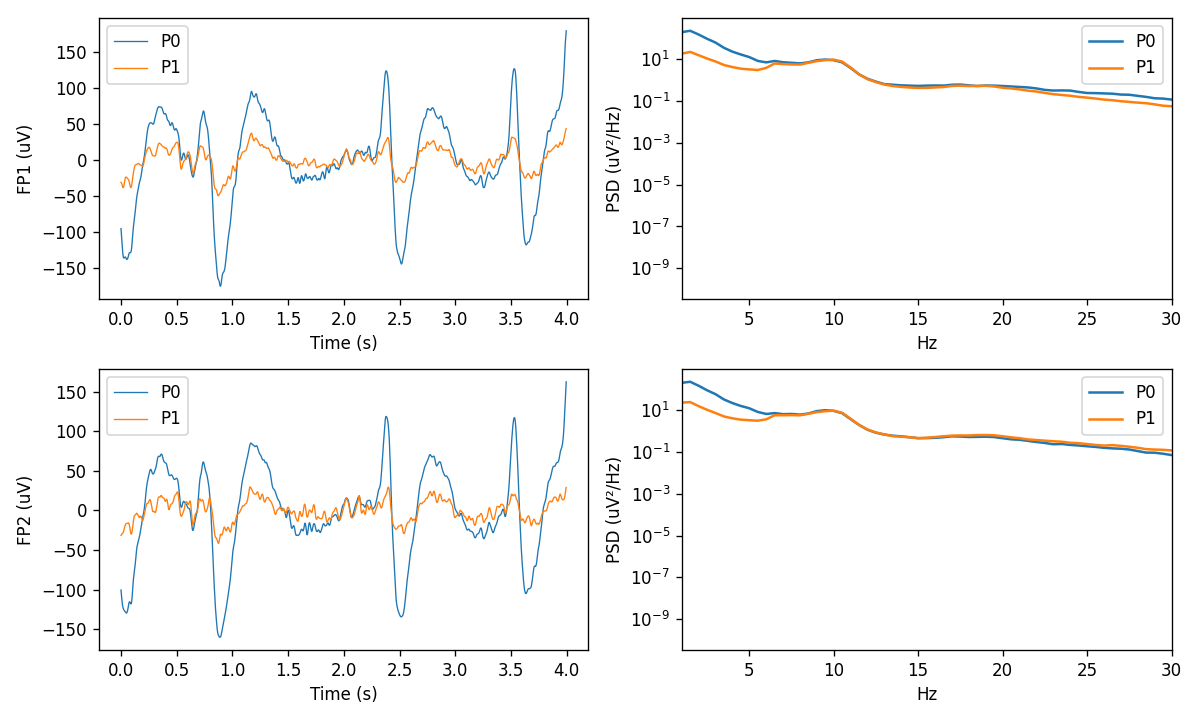 FP1 (uV)
150
100
50
0
−50
−100
−150
P0
P1
0.0 0.5 1.0 1.5 2.0 2.5 3.0 3.5 4.0
Time (s)
PSD (uV²/Hz)
10¹
10⁻¹
10⁻³
10⁻⁵
10⁻⁷
10⁻⁹
P0
P1
5 10 15 20 25 30
Hz
FP2 (uV)
150
100
50
0
−50
−100
−150
P0
P1
0.0 0.5 1.0 1.5 2.0 2.5 3.0 3.5 4.0
Time (s)
PSD (uV²/Hz)
10¹
10⁻¹
10⁻³
10⁻⁵
10⁻⁷
10⁻⁹
P0
P1
5 10 15 20 25 30
Hz